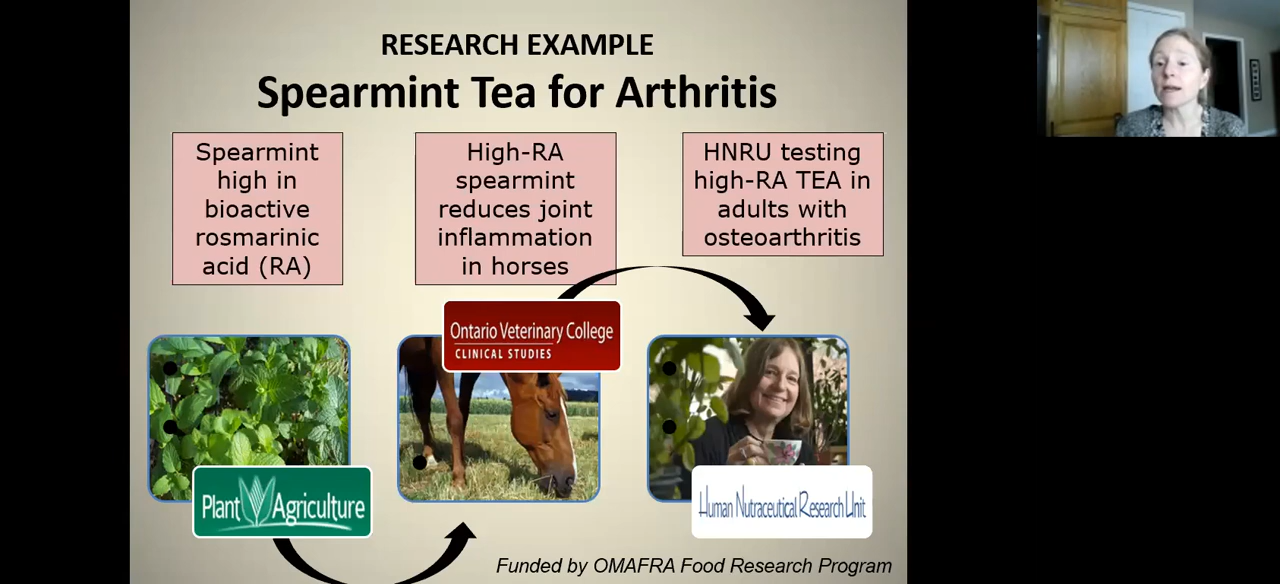 RESEARCH EXAMPLE
Spearmint Tea for Arthritis
Spearmint
high in
bioactive
rosmarinic
acid (RA)
High-RA
spearmint
reduces joint
inflammation
in horses
HNRU testing
high-RA TEA in
adults with
osteoarthritis
Ontario Veterinary College
CLINICAL STUDIES
Plant Agriculture
Human Nutraceutical Research Unit
Funded by OMAFRA Food Research Program